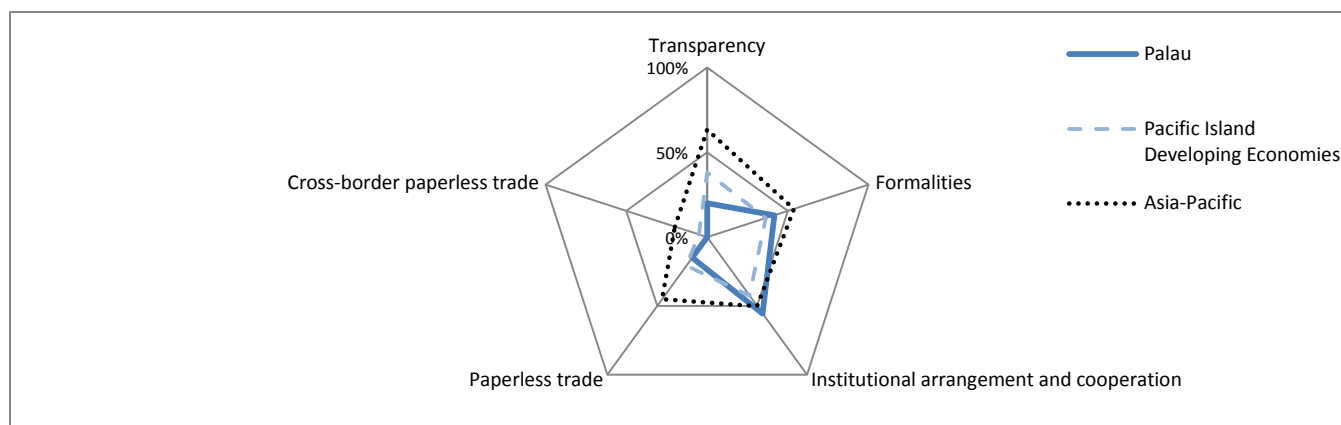 Transparency
100%
50%
0%
Formalities
Institutional arrangement and cooperation
Paperless trade
Cross-border paperless trade
Palau
Pacific Island
Developing Economies
Asia-Pacific